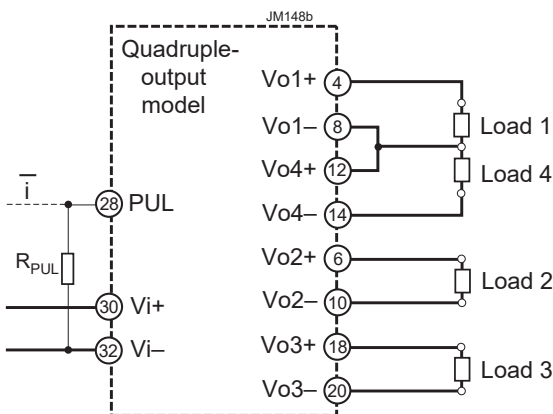 JM148b
Quadruple-
output
model
Vo1+ 4
Vo1– 8 Load 1
Vo4+ 12 Load 4
Vo4– 14
i
28 PUL
Vo2+ 6
RPUL
Load 2
30 Vi+
Vo2– 10
32 Vi–
Vo3+ 18
Load 3
Vo3– 20